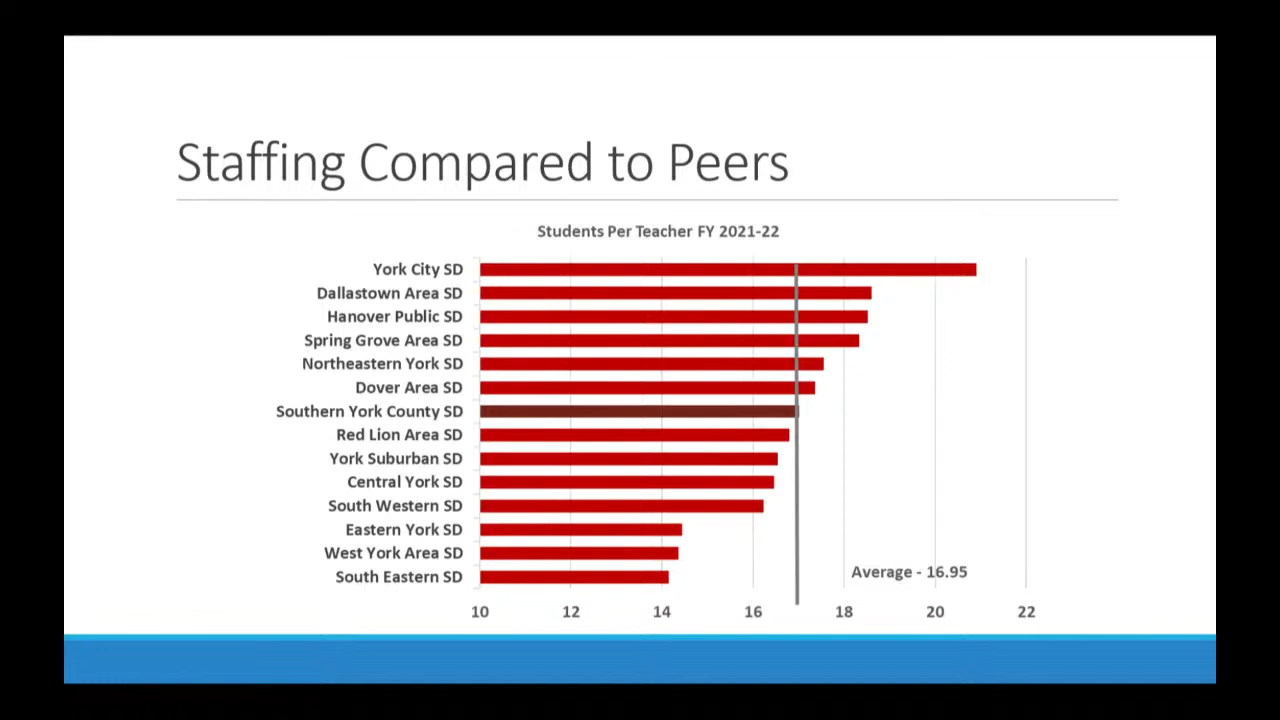 Staffing Compared to Peers
Students Per Teacher FY 2021-22
York City SD
Dallastown Area SD
Hanover Public SD
Spring Grove Area SD
Northeastern York SD
Dover Area SD
Southern York County SD
Red Lion Area SD
York Suburban SD
Central York SD
South Western SD
Eastern York SD
West York Area SD
South Eastern SD
Average - 16.95
10 12 14 16 18 20 22